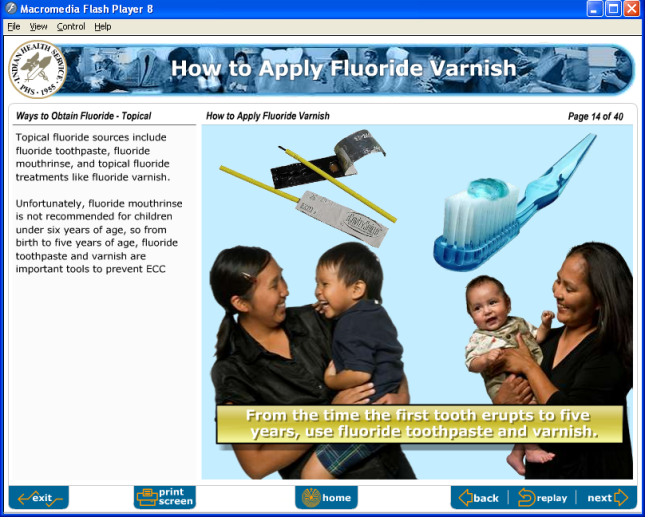 Macromedia Flash Player 8
File View Control Help
INDIAN HEALTH SERVICE
PHS - 1955
How to Apply Fluoride Varnish
Ways to Obtain Fluoride - Topical
How to Apply Fluoride Varnish
Page 14 of 40
Topical fluoride sources include
fluoride toothpaste, fluoride
mouthrinse, and topical fluoride
treatments like fluoride varnish.
Unfortunately, fluoride mouthrinse
is not recommended for children
under six years of age, so from
birth to five years of age, fluoride
toothpaste and varnish are
important tools to prevent ECC
From the time the first tooth erupts to five
years, use fluoride toothpaste and varnish.
exit
print
screen
home
back
replay
next